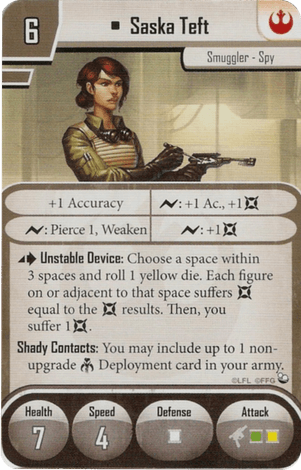 6
Saska Teft
Smuggler - Spy
+1 Accuracy
: +1 Ac., +1
: Pierce 1, Weaken
: +1
Unstable Device: Choose a space within
3 spaces and roll 1 yellow die. Each figure
on or adjacent to that space suffers
equal to the results. Then, you
suffer 1.
Shady Contacts: You may include up to 1 non-
upgrade Deployment card in your army.
©LFL ©FFG
Health
Speed
Defense
Attack
7
4